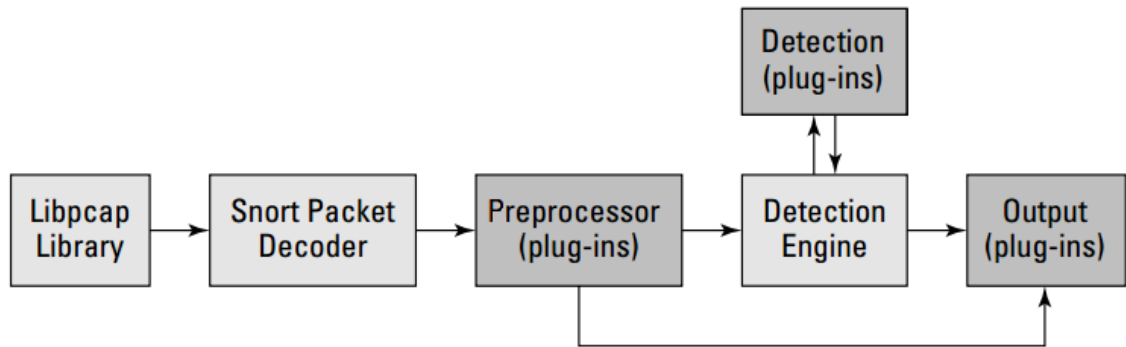 Detection
(plug-ins)
Libpcap
Library
Snort Packet
Decoder
Preprocessor
(plug-ins)
Detection
Engine
Output
(plug-ins)